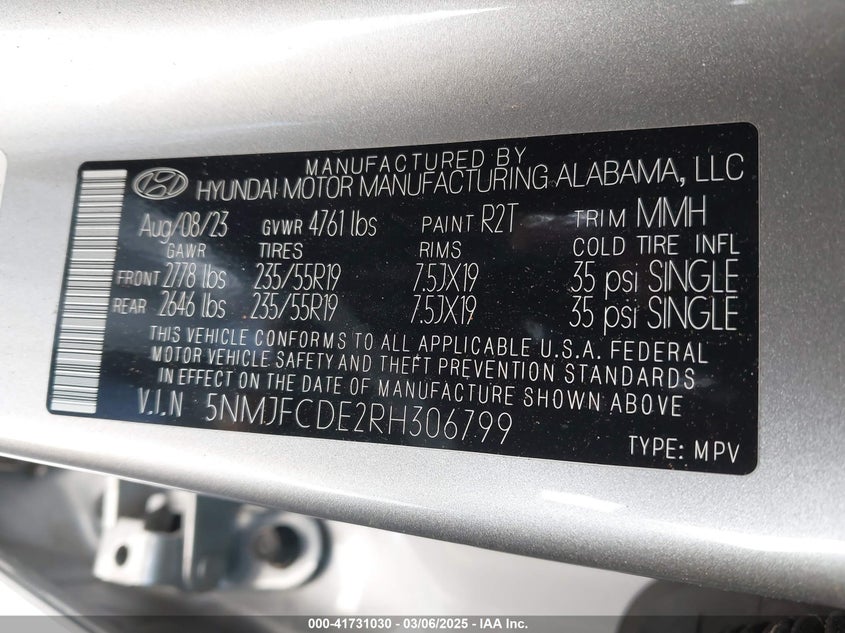 MANUFACTURED BY
HYUNDAI MOTOR MANUFACTURING ALABAMA, LLC
Aug/08/23 GVWR 4761 lbs PAINT R2T TRIM MMH
GAWR TIRES RIMS COLD TIRE INFL
FRONT 2778 lbs 235/55R19 7.5JX19 35 psi SINGLE
REAR 2646 lbs 235/55R19 7.5JX19 35 psi SINGLE
THIS VEHICLE CONFORMS TO ALL APPLICABLE U.S.A. FEDERAL
MOTOR VEHICLE SAFETY AND THEFT PREVENTION STANDARDS
IN EFFECT ON THE DATE OF MANUFACTURE SHOWN ABOVE
V.I.N 5NMJFCDE2RH306799
TYPE: MPV
000-41731030 - 03/06/2025 - IAA Inc.